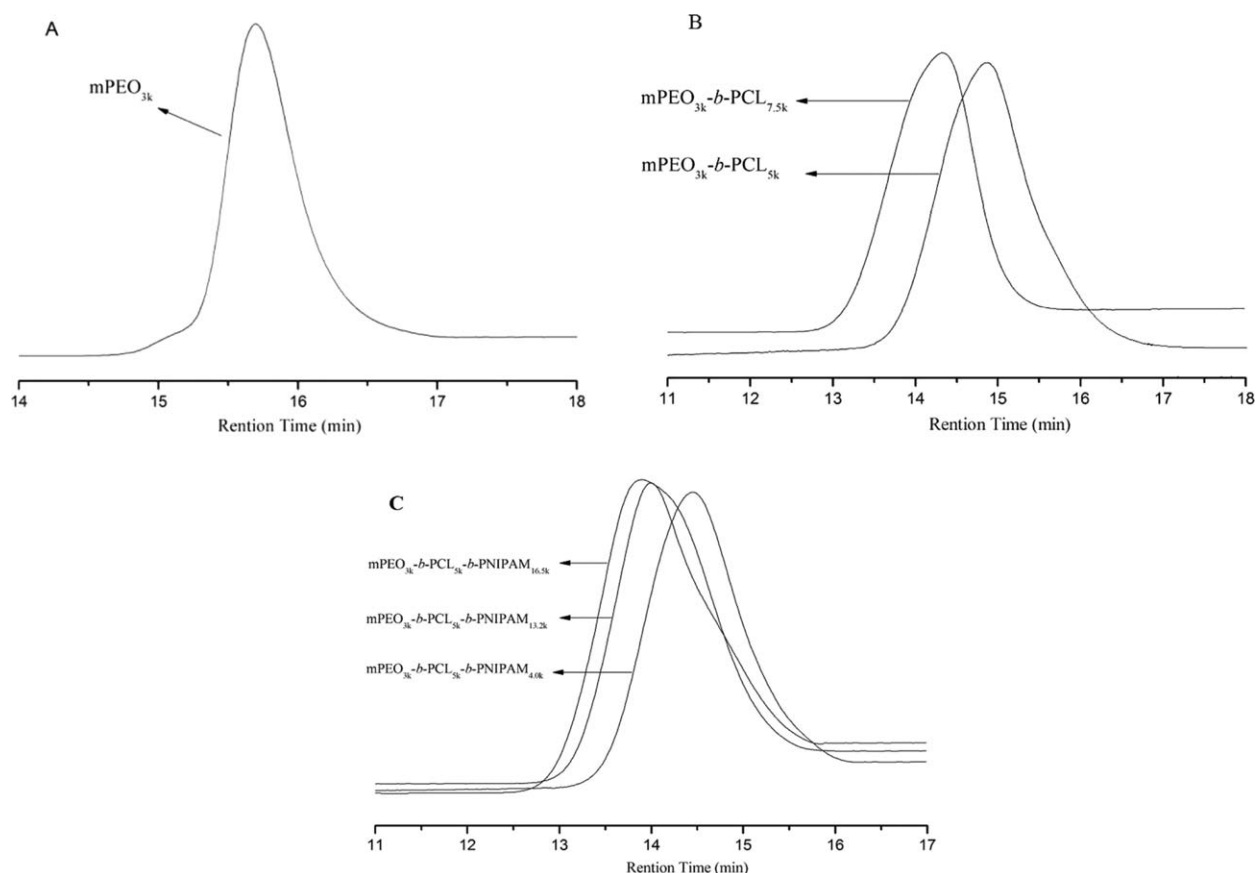 A
mPEO3k
14 15 16 17 18
Rention Time (min)
B
mPEO3k-b-PCL7.5k
mPEO3k-b-PCL5k
11 12 13 14 15 16 17 18
Rention Time (min)
C
mPEO3k-b-PCL5k-b-PNIPAM16.5k
mPEO3k-b-PCL5k-b-PNIPAM13.2k
mPEO3k-b-PCL5k-b-PNIPAM4.0k
11 12 13 14 15 16 17
Rention Time (min)